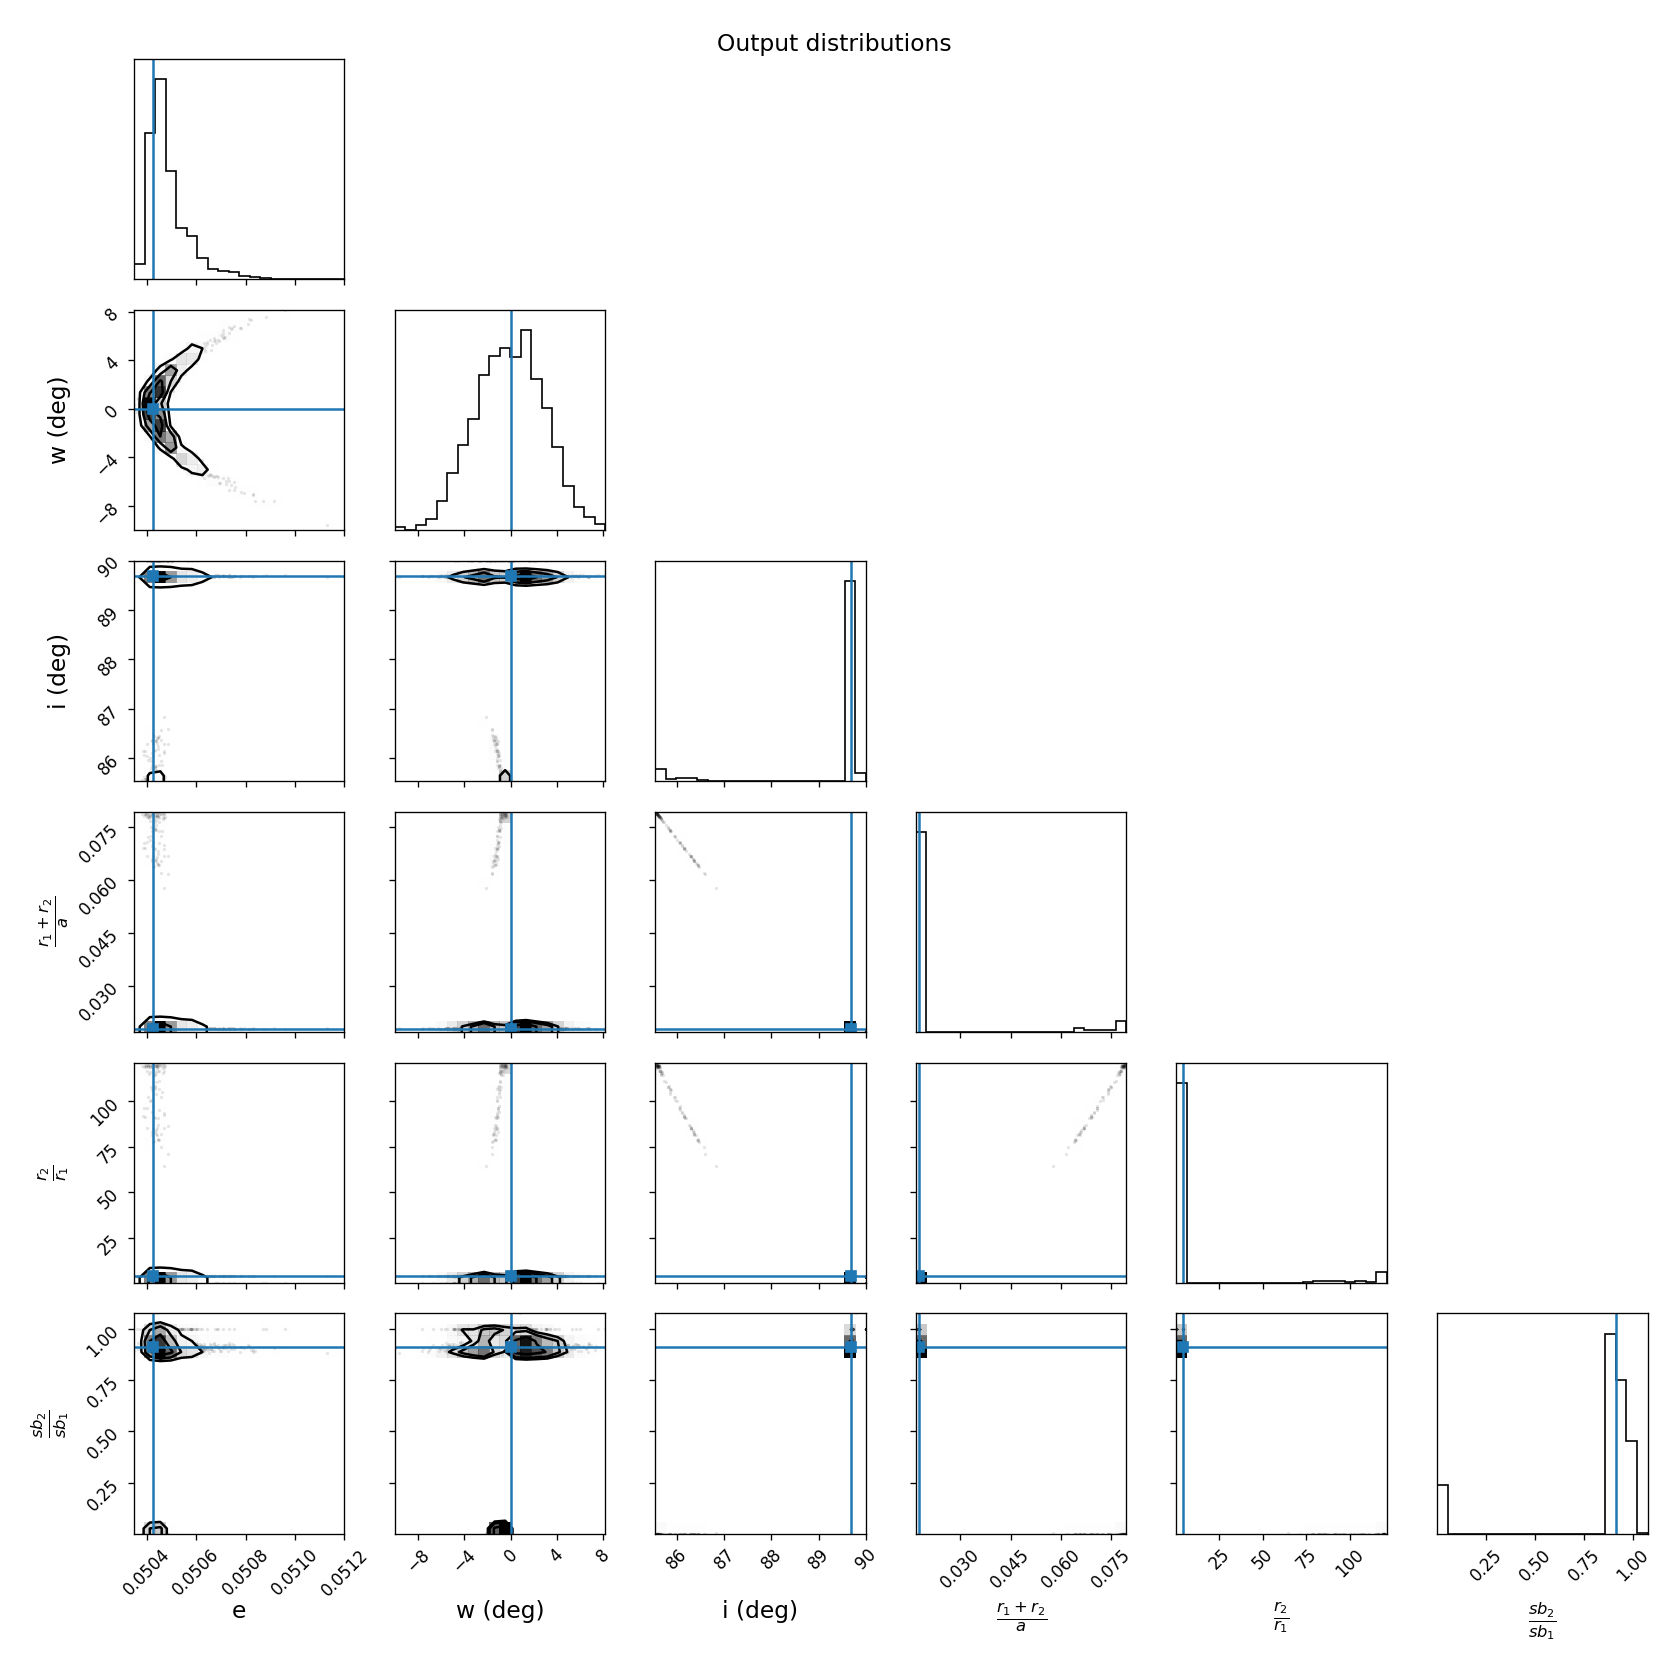 Output distributions
w (deg)
8
4
0
−4
−8
i (deg)
90
89
88
87
86
r₁ + r₂
a
0.075
0.060
0.045
0.030
r₂
r₁
100
75
50
25
sb₂
sb₁
1.00
0.75
0.50
0.25
0.0504 0.0506 0.0508 0.0510 0.0512
−8 −4 0 4 8
86 87 88 89 90
0.030 0.045 0.060 0.075
25 50 75 100
0.25 0.50 0.75 1.00
e
w (deg)
i (deg)
r₁ + r₂
a
r₂
r₁
sb₂
sb₁